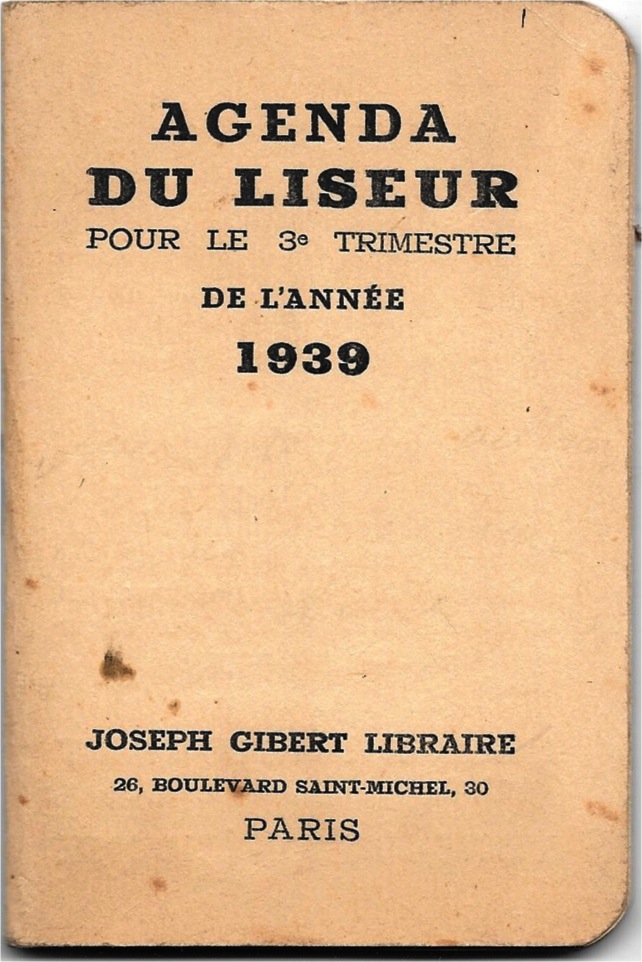 AGENDA
DU LISEUR
POUR LE 3e TRIMESTRE
DE L'ANNÉE
1939
JOSEPH GIBERT LIBRAIRE
26, BOULEVARD SAINT-MICHEL, 30
PARIS